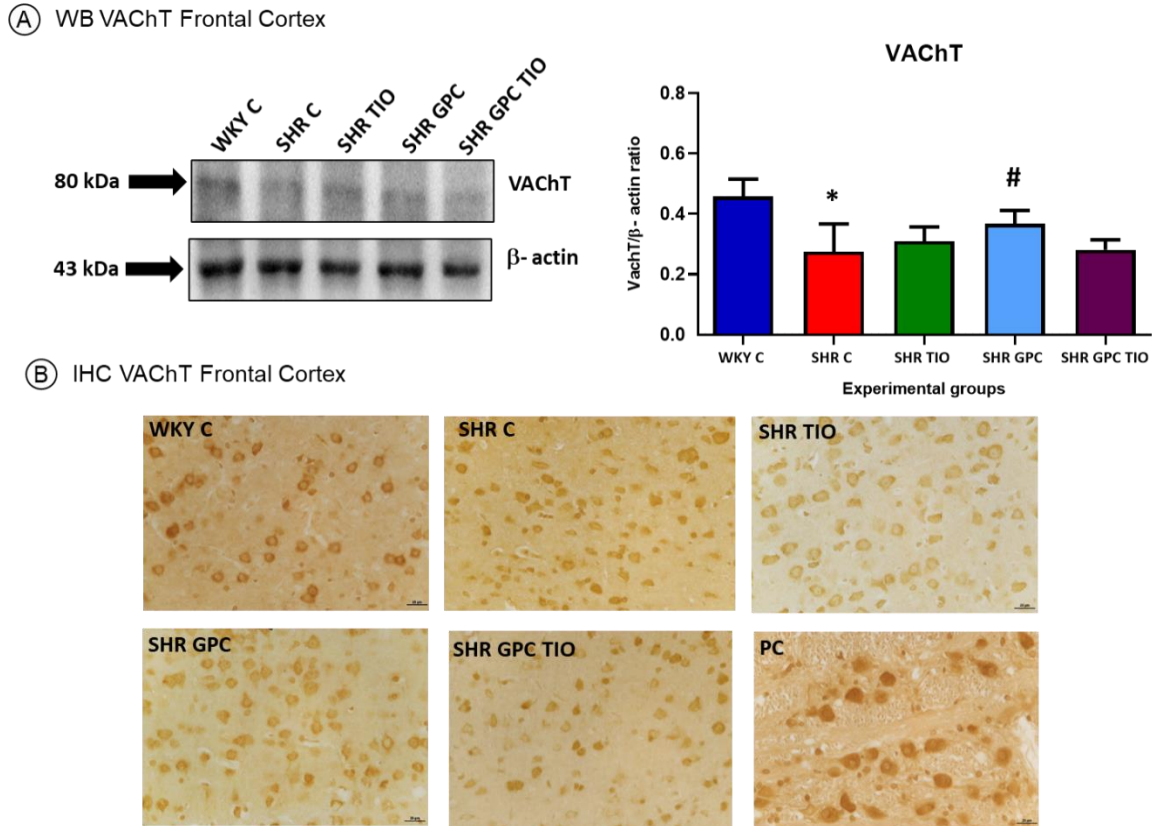 A WB VAChT Frontal Cortex
WKY C
SHR C
SHR TIO
SHR GPC
SHR GPC TIO
80 kDa
VAChT
43 kDa
β- actin
VAChT
VachT/β- actin ratio
0.8
0.6
0.4
0.2
0.0
*
#
WKY C SHR C SHR TIO SHR GPC SHR GPC TIO
Experimental groups
B IHC VAChT Frontal Cortex
WKY C
SHR C
SHR TIO
SHR GPC
SHR GPC TIO
PC